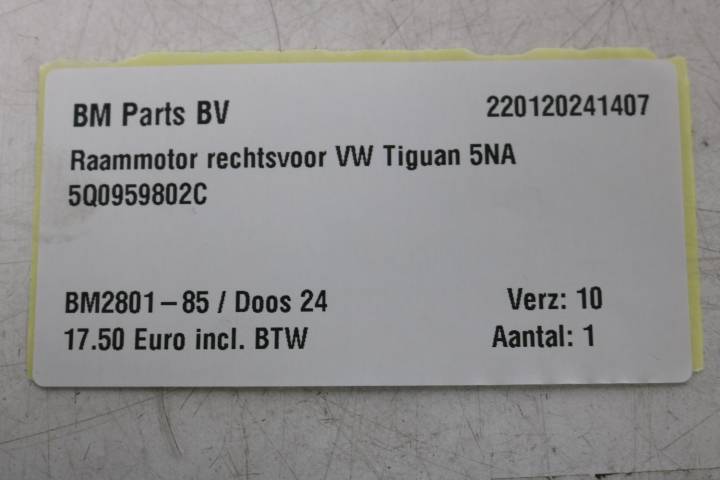 BM Parts BV 220120241407
Raammotor rechtsvoor VW Tiguan 5NA
5Q0959802C
BM2801-85 / Doos 24 Verz: 10
17.50 Euro incl. BTW Aantal: 1